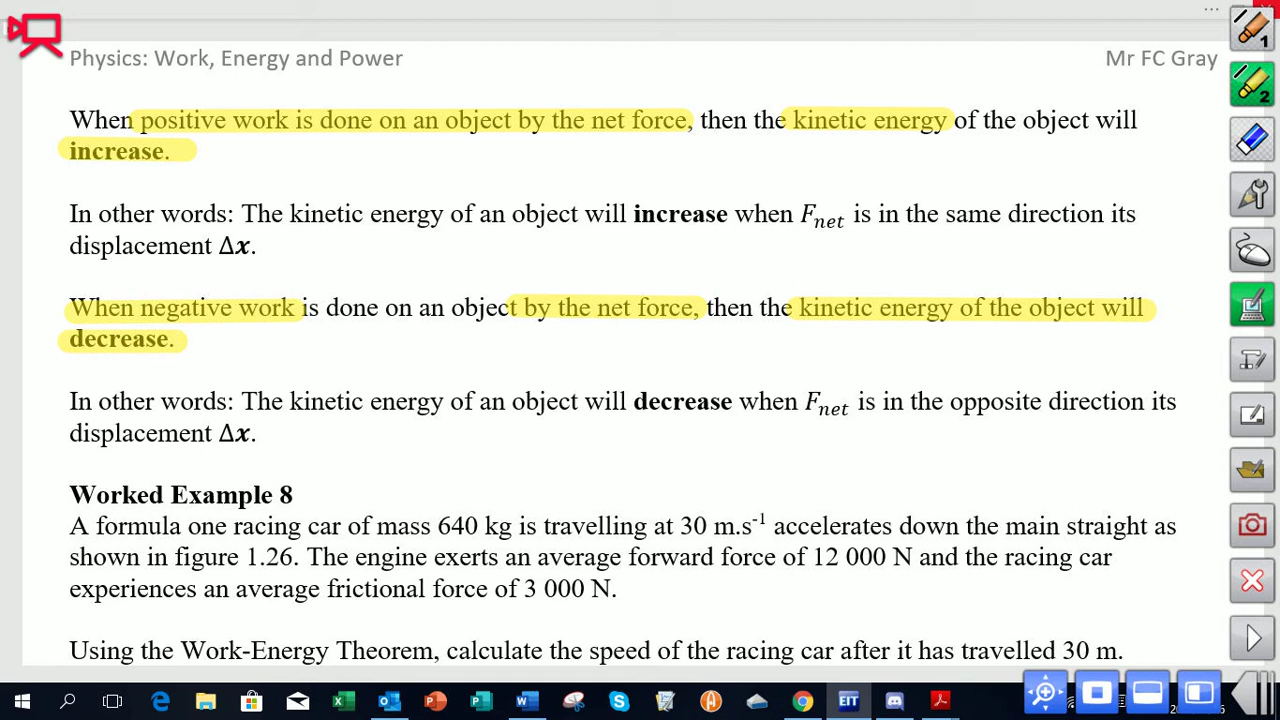 Physics: Work, Energy and Power
Mr FC Gray
When positive work is done on an object by the net force, then the kinetic energy of the object will
increase.
In other words: The kinetic energy of an object will increase when Fnet is in the same direction its
displacement Δx.
When negative work is done on an object by the net force, then the kinetic energy of the object will
decrease.
In other words: The kinetic energy of an object will decrease when Fnet is in the opposite direction its
displacement Δx.
Worked Example 8
A formula one racing car of mass 640 kg is travelling at 30 m.s-1 accelerates down the main straight as
shown in figure 1.26. The engine exerts an average forward force of 12 000 N and the racing car
experiences an average frictional force of 3 000 N.
Using the Work-Energy Theorem, calculate the speed of the racing car after it has travelled 30 m.
1
2
EIT